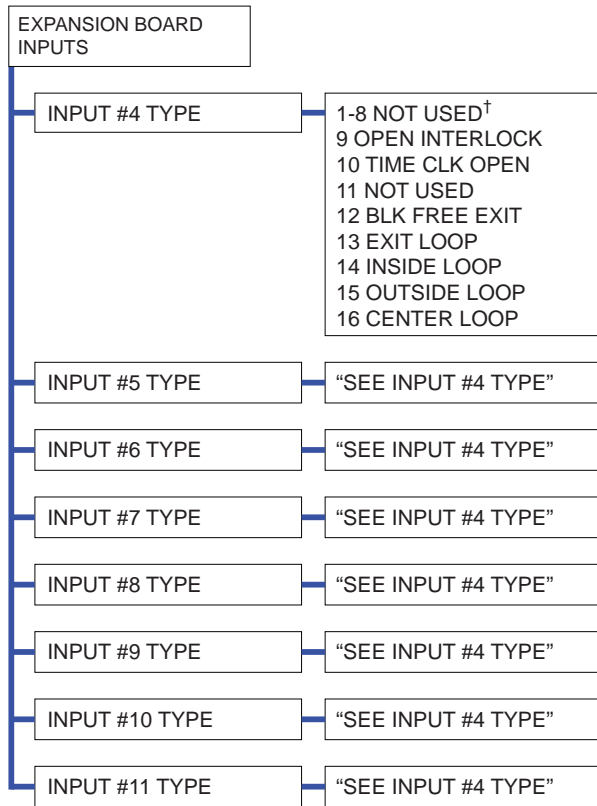 EXPANSION BOARD
INPUTS
INPUT #4 TYPE
1-8 NOT USED†
9 OPEN INTERLOCK
10 TIME CLK OPEN
11 NOT USED
12 BLK FREE EXIT
13 EXIT LOOP
14 INSIDE LOOP
15 OUTSIDE LOOP
16 CENTER LOOP
INPUT #5 TYPE
“SEE INPUT #4 TYPE”
INPUT #6 TYPE
“SEE INPUT #4 TYPE”
INPUT #7 TYPE
“SEE INPUT #4 TYPE”
INPUT #8 TYPE
“SEE INPUT #4 TYPE”
INPUT #9 TYPE
“SEE INPUT #4 TYPE”
INPUT #10 TYPE
“SEE INPUT #4 TYPE”
INPUT #11 TYPE
“SEE INPUT #4 TYPE”